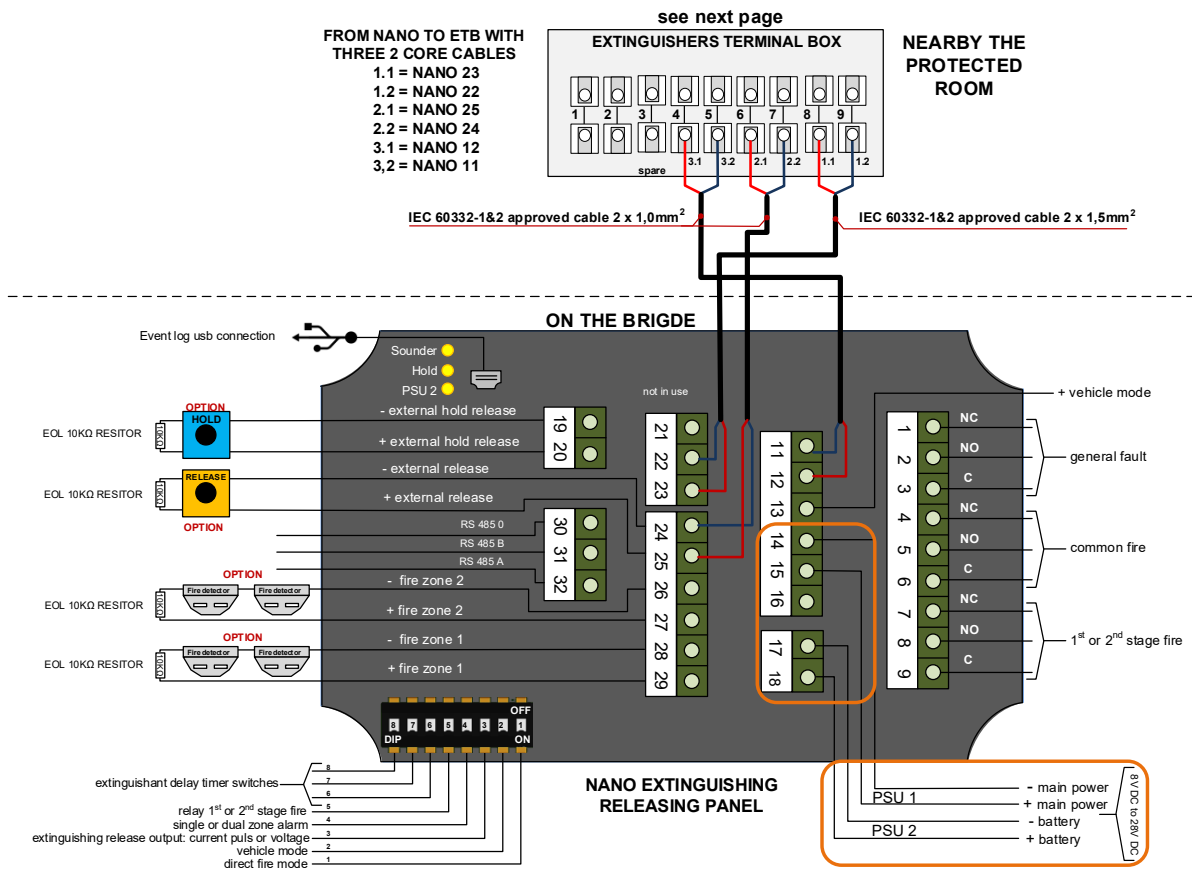 see next page
FROM NANO TO ETB WITH
THREE 2 CORE CABLES
1.1 = NANO 23
1.2 = NANO 22
2.1 = NANO 25
2.2 = NANO 24
3.1 = NANO 12
3,2 = NANO 11
EXTINGUISHERS TERMINAL BOX
1 2 3 4 5 6 7 8 9
3.1 3.2 2.1 2.2 1.1 1.2
spare
NEARBY THE
PROTECTED
ROOM
IEC 60332-1&2 approved cable 2 x 1,0mm²
IEC 60332-1&2 approved cable 2 x 1,5mm²
ON THE BRIGDE
Event log usb connection
Sounder
Hold
PSU 2
not in use
OPTION
HOLD
EOL 10KΩ RESITOR
10KΩ
- external hold release
+ external hold release
19
20
RELEASE
EOL 10KΩ RESITOR
10KΩ
OPTION
- external release
+ external release
RS 485 0
RS 485 B
RS 485 A
30
31
32
OPTION
Fire detector Fire detector
EOL 10KΩ RESITOR
10KΩ
- fire zone 2
+ fire zone 2
OPTION
Fire detector Fire detector
EOL 10KΩ RESITOR
10KΩ
- fire zone 1
+ fire zone 1
21
22
23
24
25
26
27
28
29
11
12
13
14
15
16
17
18
+ vehicle mode
1 NC
2 NO
3 C
general fault
4 NC
5 NO
6 C
common fire
7 NC
8 NO
9 C
1st or 2nd stage fire
OFF
8 7 6 5 4 3 2 1
DIP ON
8
extinguishant delay timer switches 7
6
relay 1st or 2nd stage fire 5
single or dual zone alarm 4
extinguishing release output: current puls or voltage 3
vehicle mode 2
direct fire mode 1
NANO EXTINGUISHING
RELEASING PANEL
PSU 1
PSU 2
- main power
+ main power
- battery
+ battery
8V DC to 28V DC